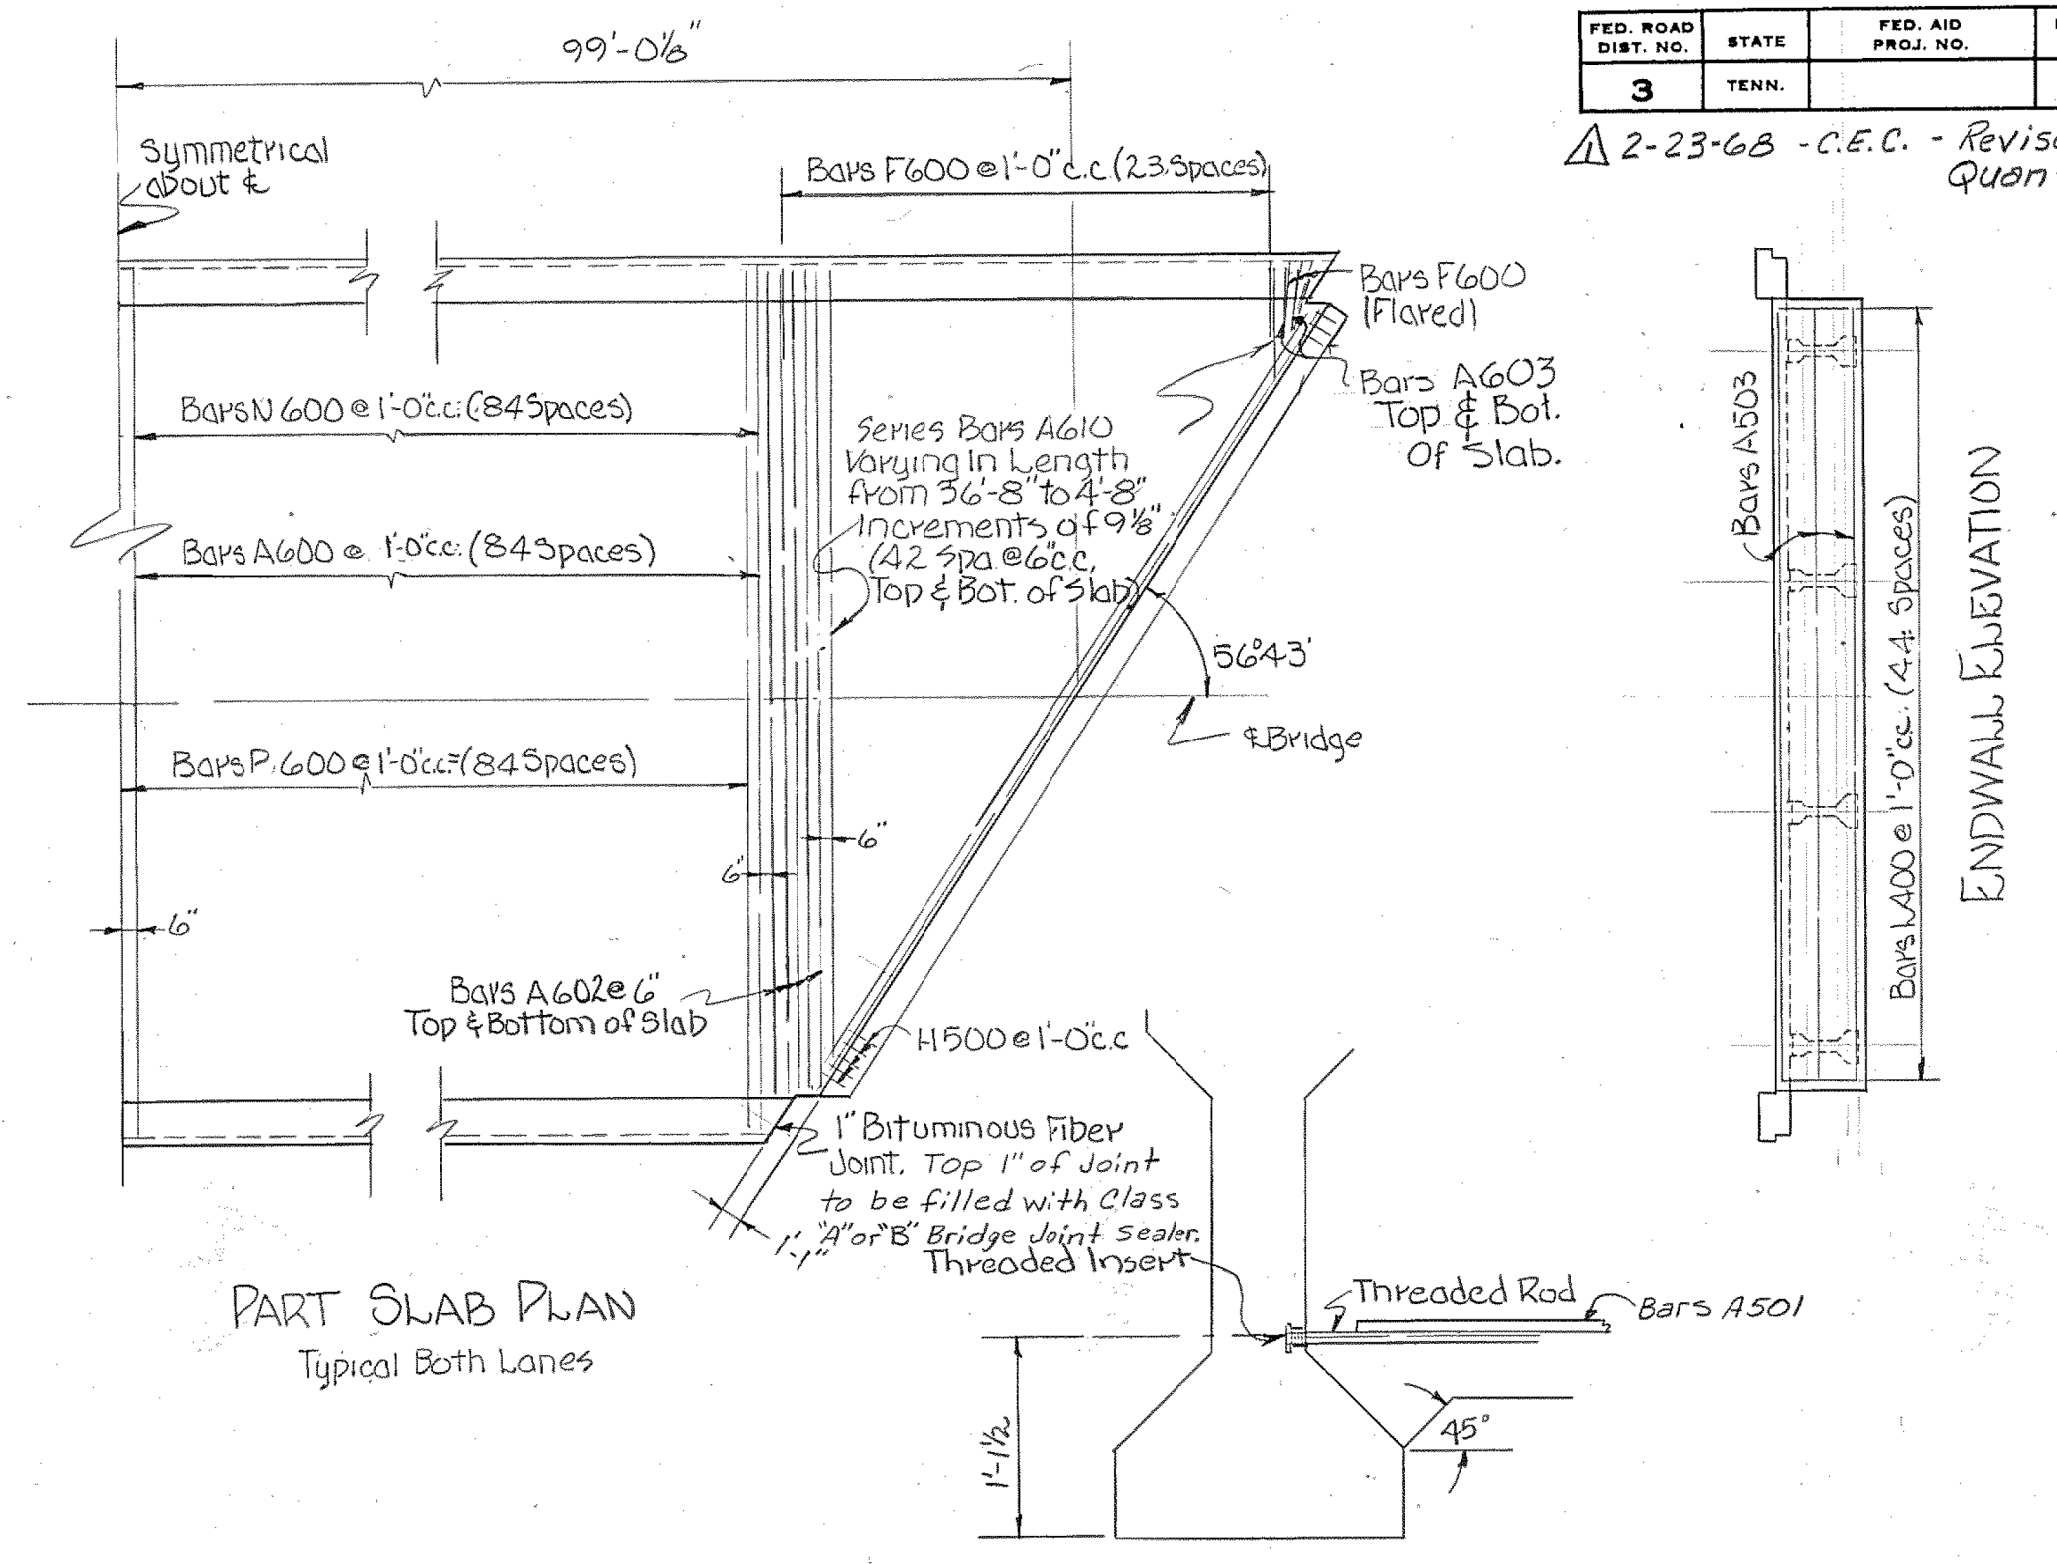 99'-0⅛"
FED. ROAD DIST. NO.
STATE
FED. AID PROJ. NO.
3
TENN.
1 2-23-68 - C.E.C. - Revis
Quan
Symmetrical
about ℄
Bars F600 @ 1'-0" c.c. (23 Spaces)
Bars F600
(Flared)
Bars A603
Top & Bot.
Of Slab.
Bars N600 @ 1'-0" c.c. (84 Spaces)
Series Bars A610
Varying In Length
from 36'-8" to 4'-8"
Increments of 9⅛"
(42 Spa. @ 6" c.c.
Top & Bot. of Slab)
Bars A600 @ 1'-0" c.c. (84 Spaces)
56°43'
℄ Bridge
Bars P600 @ 1'-0" c.c. (84 Spaces)
6"
6"
6"
Bars A602 @ 6"
Top & Bottom of Slab
H500 @ 1'-0" c.c
1" Bituminous Fiber
Joint. Top 1" of Joint
to be filled with Class
"A" or "B" Bridge Joint Sealer.
1'-1"
PART SLAB PLAN
Typical Both Lanes
Threaded Insert
Threaded Rod
Bars A501
1'-1½
45°
Bars A503
Bars L400 @ 1'-0" cc. (44 Spaces)
ENDWALL ELEVATION